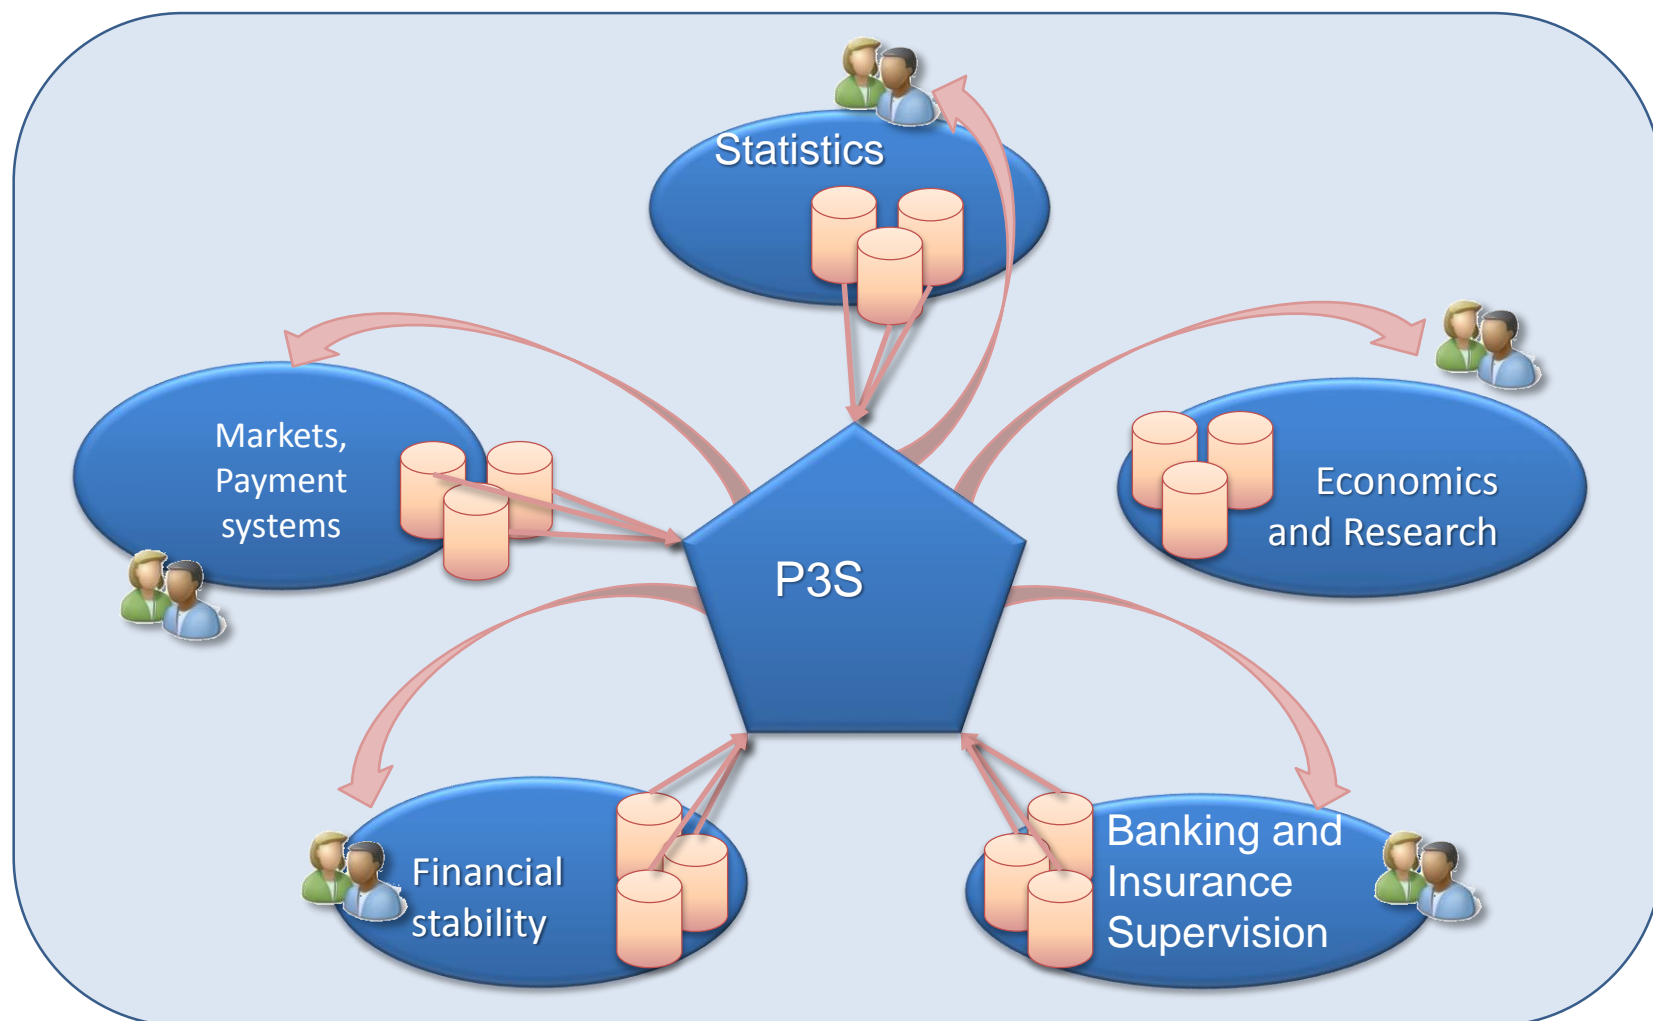 Statistics
Markets,
Payment
systems
Economics
and Research
P3S
Financial
stability
Banking and
Insurance
Supervision